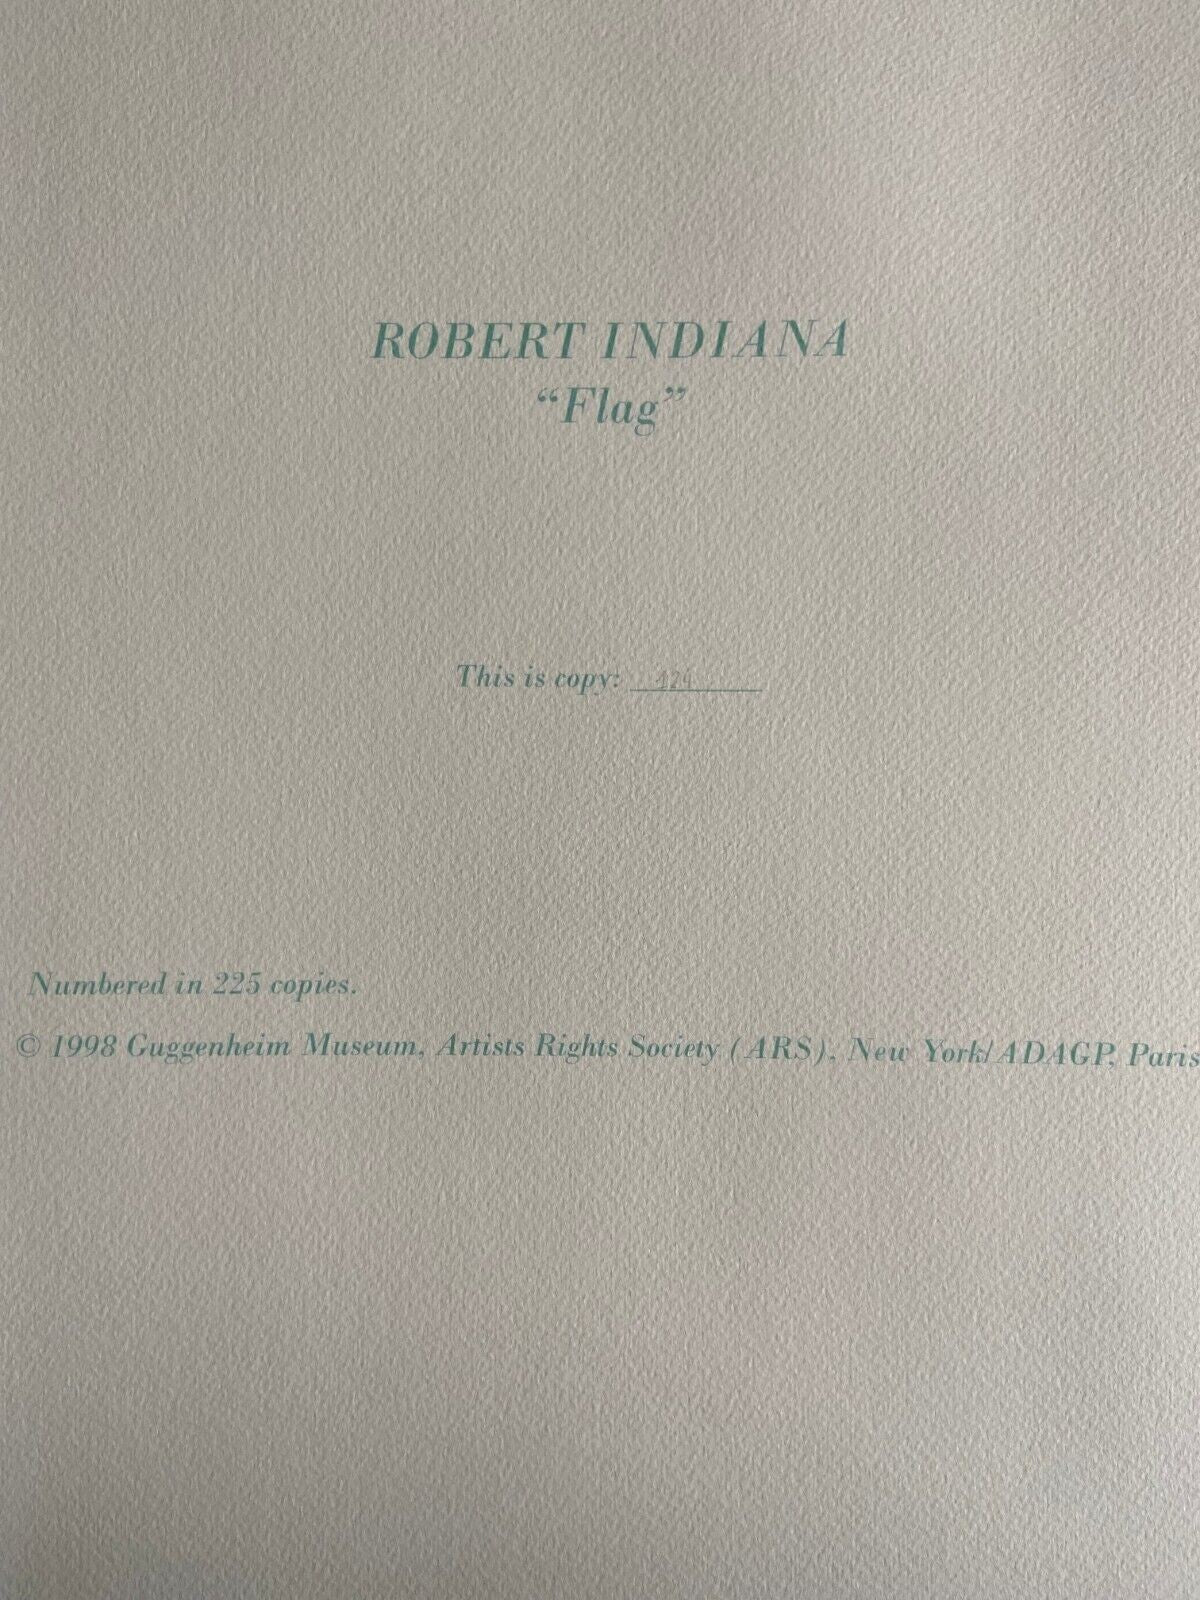 ROBERT INDIANA
“Flag”
This is copy: 124
Numbered in 225 copies.
© 1998 Guggenheim Museum, Artists Rights Society (ARS), New York/ADAGP, Paris